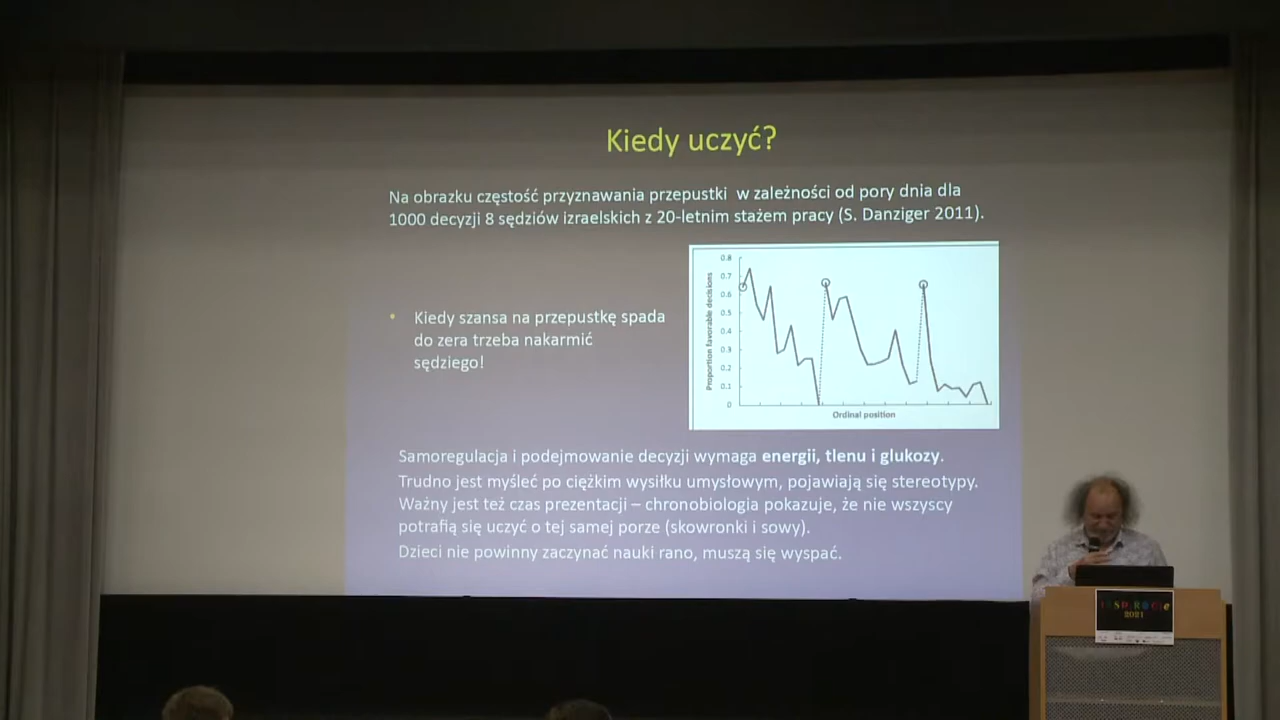 Kiedy uczyć?
Na obrazku częstość przyznawania przepustki w zależności od pory dnia dla
1000 decyzji 8 sędziów izraelskich z 20-letnim stażem pracy (S. Danziger 2011).
• Kiedy szansa na przepustkę spada
do zera trzeba nakarmić
sędziego!
Proportion favorable decisions
0.8
0.7
0.6
0.5
0.4
0.3
0.2
0.1
0
Ordinal position
Samoregulacja i podejmowanie decyzji wymaga energii, tlenu i glukozy.
Trudno jest myśleć po ciężkim wysiłku umysłowym, pojawiają się stereotypy.
Ważny jest też czas prezentacji – chronobiologia pokazuje, że nie wszyscy
potrafią się uczyć o tej samej porze (skowronki i sowy).
Dzieci nie powinny zaczynać nauki rano, muszą się wyspać.
2021